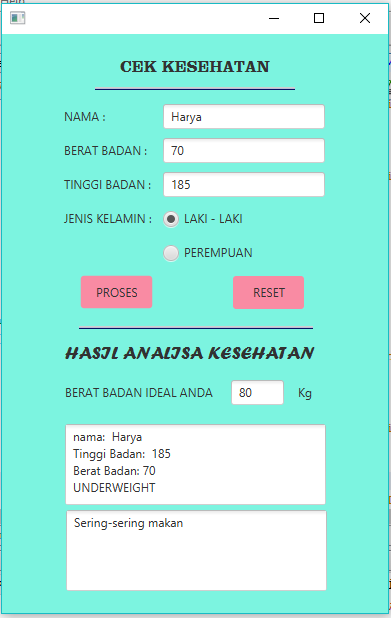 CEK KESEHATAN
NAMA : Harya
BERAT BADAN : 70
TINGGI BADAN : 185
JENIS KELAMIN : LAKI - LAKI
PEREMPUAN
PROSES RESET
HASIL ANALISA KESEHATAN
BERAT BADAN IDEAL ANDA 80 Kg
nama: Harya
Tinggi Badan: 185
Berat Badan: 70
UNDERWEIGHT
Sering-sering makan